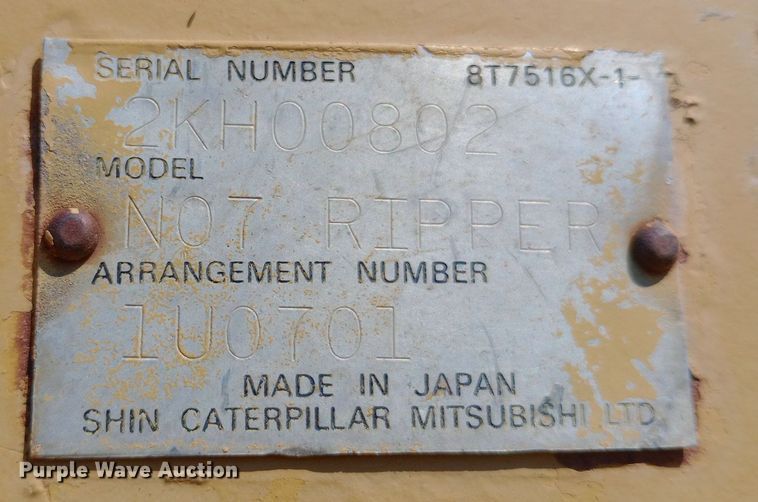 SERIAL NUMBER 8T7516X-1-
2KH00802
MODEL
NO7 RIPPER
ARRANGEMENT NUMBER
1U0701
MADE IN JAPAN
SHIN CATERPILLAR MITSUBISHI LTD
Purple Wave Auction